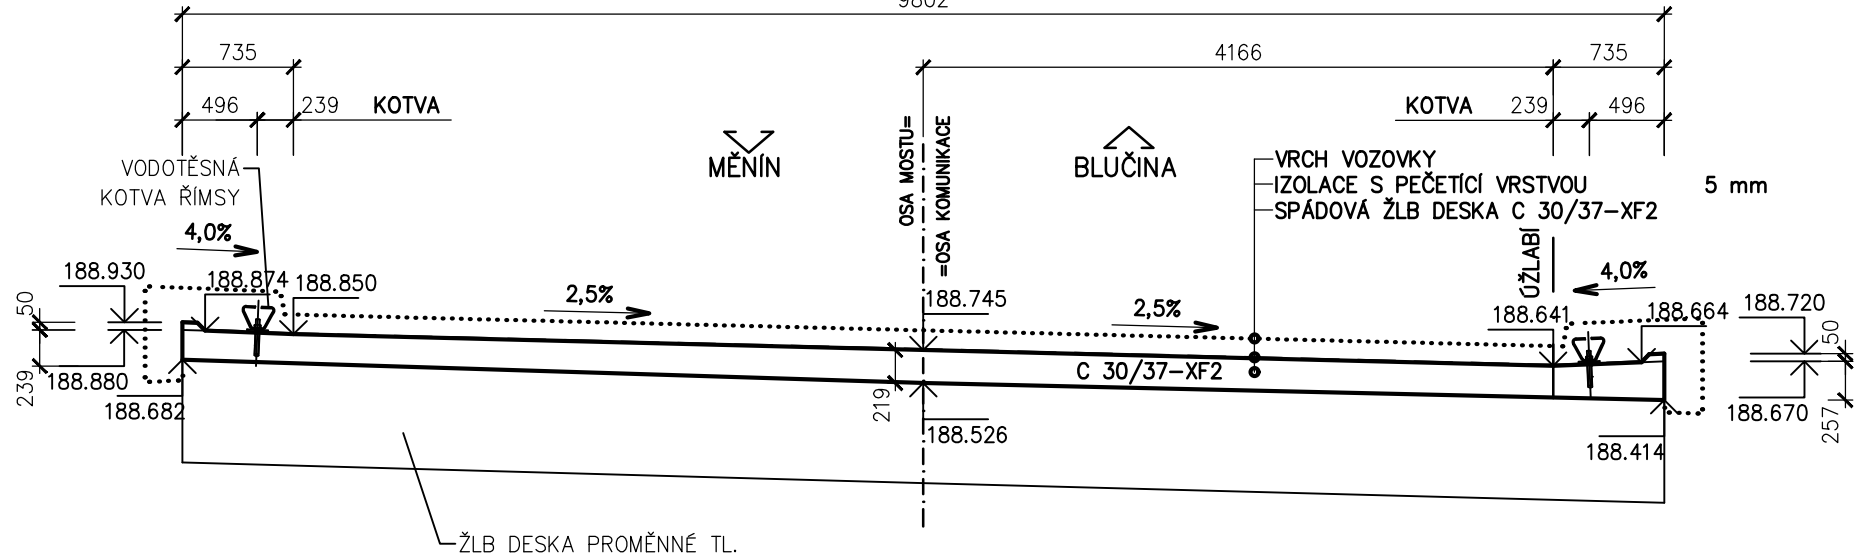 9802
735
4166
735
496
239
KOTVA
KOTVA
239
496
OSA MOSTU=
=OSA KOMUNIKACE
VODOTĚSNÁ
KOTVA ŘÍMSY
MĚNÍN
BLUČINA
VRCH VOZOVKY
IZOLACE S PEČETÍCÍ VRSTVOU
5 mm
SPÁDOVÁ ŽLB DESKA C 30/37-XF2
ÚŽLABÍ
4,0%
4,0%
188.930
188.874
188.850
2,5%
188.745
2,5%
188.641
188.664
188.720
50
50
239
188.880
188.682
C 30/37-XF2
219
188.526
188.670
257
188.414
ŽLB DESKA PROMĚNNÉ TL.